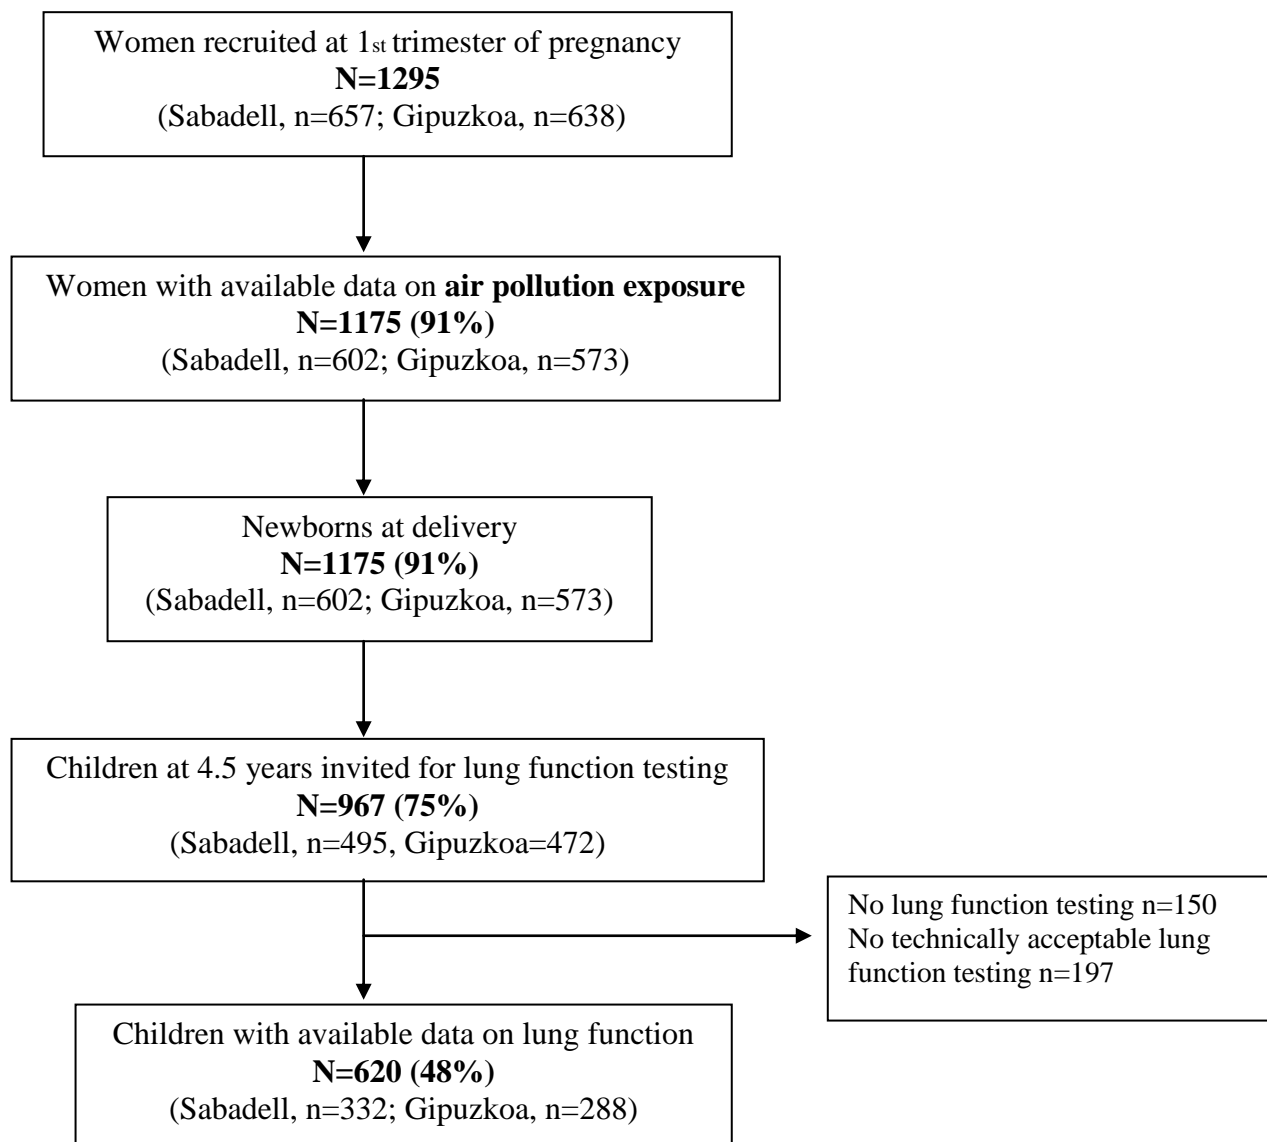 Women recruited at 1st trimester of pregnancy
N=1295
(Sabadell, n=657; Gipuzkoa, n=638)
Women with available data on air pollution exposure
N=1175 (91%)
(Sabadell, n=602; Gipuzkoa, n=573)
Newborns at delivery
N=1175 (91%)
(Sabadell, n=602; Gipuzkoa, n=573)
Children at 4.5 years invited for lung function testing
N=967 (75%)
(Sabadell, n=495, Gipuzkoa=472)
No lung function testing n=150
No technically acceptable lung
function testing n=197
Children with available data on lung function
N=620 (48%)
(Sabadell, n=332; Gipuzkoa, n=288)